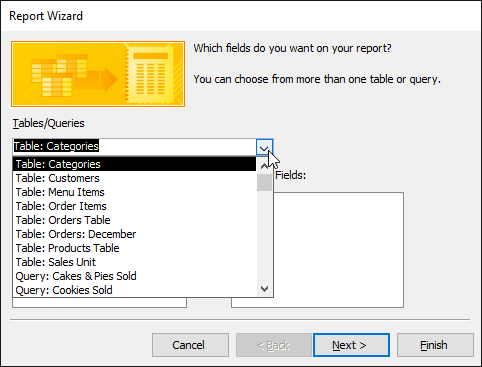 Report Wizard
Which fields do you want on your report?
You can choose from more than one table or query.
Tables/Queries
Table: Categories
Table: Categories
Table: Customers
Table: Menu Items
Table: Order Items
Table: Orders Table
Table: Orders: December
Table: Products Table
Table: Sales Unit
Query: Cakes & Pies Sold
Query: Cookies Sold
Fields:
Cancel
< Back
Next >
Finish